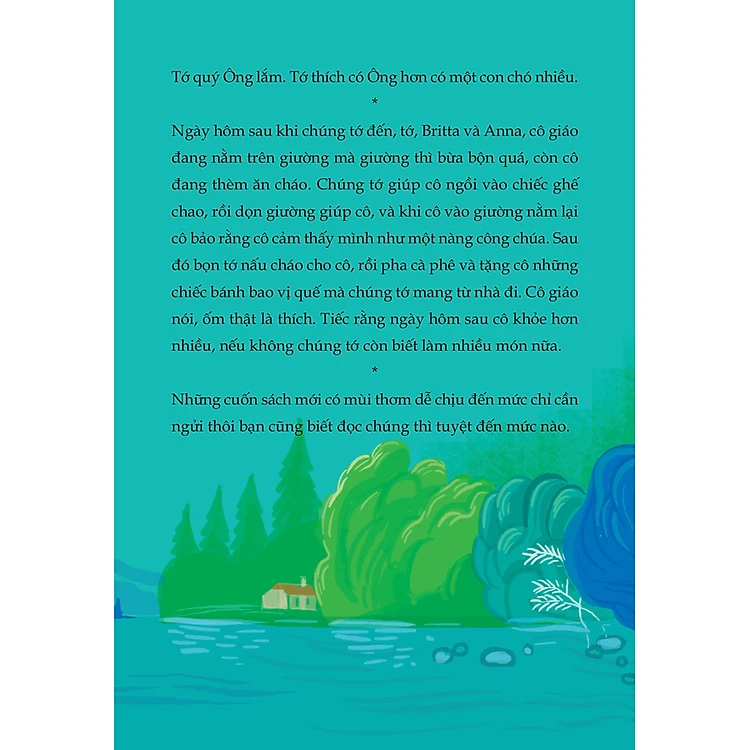 Tớ quý Ông lắm. Tớ thích có Ông hơn có một con chó nhiều.
*
Ngày hôm sau khi chúng tớ đến, tớ, Britta và Anna, cô giáo
đang nằm trên giường mà giường thì bừa bộn quá, còn cô
đang thèm ăn cháo. Chúng tớ giúp cô ngồi vào chiếc ghế
chao, rồi dọn giường giúp cô, và khi cô vào giường nằm lại
cô bảo rằng cô cảm thấy mình như một nàng công chúa. Sau
đó bọn tớ nấu cháo cho cô, rồi pha cà phê và tặng cô những
chiếc bánh bao vị quế mà chúng tớ mang từ nhà đi. Cô giáo
nói, ốm thật là thích. Tiếc rằng ngày hôm sau cô khỏe hơn
nhiều, nếu không chúng tớ còn biết làm nhiều món nữa.
*
Những cuốn sách mới có mùi thơm dễ chịu đến mức chỉ cần
ngửi thôi bạn cũng biết đọc chúng thì tuyệt đến mức nào.